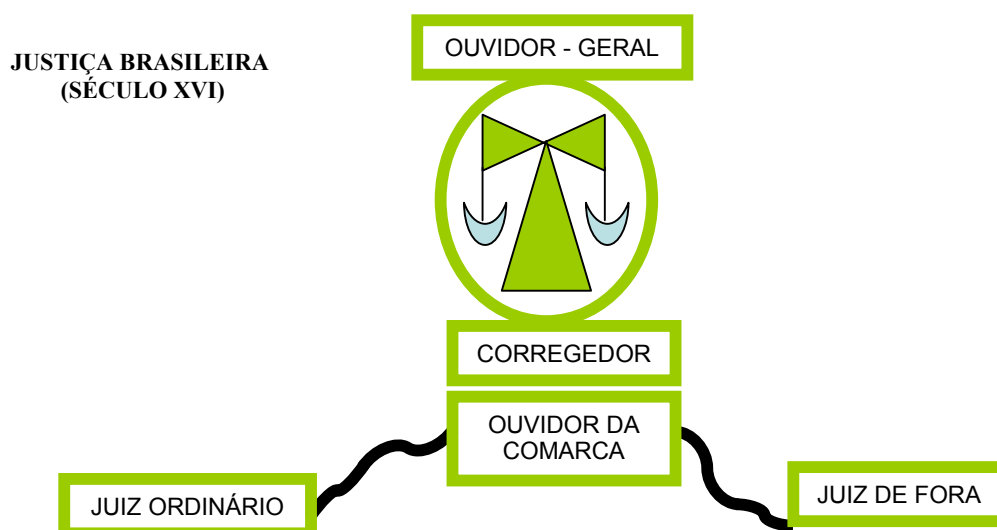 JUSTIÇA BRASILEIRA
(SÉCULO XVI)
OUVIDOR - GERAL
CORREGEDOR
OUVIDOR DA
COMARCA
JUIZ ORDINÁRIO
JUIZ DE FORA